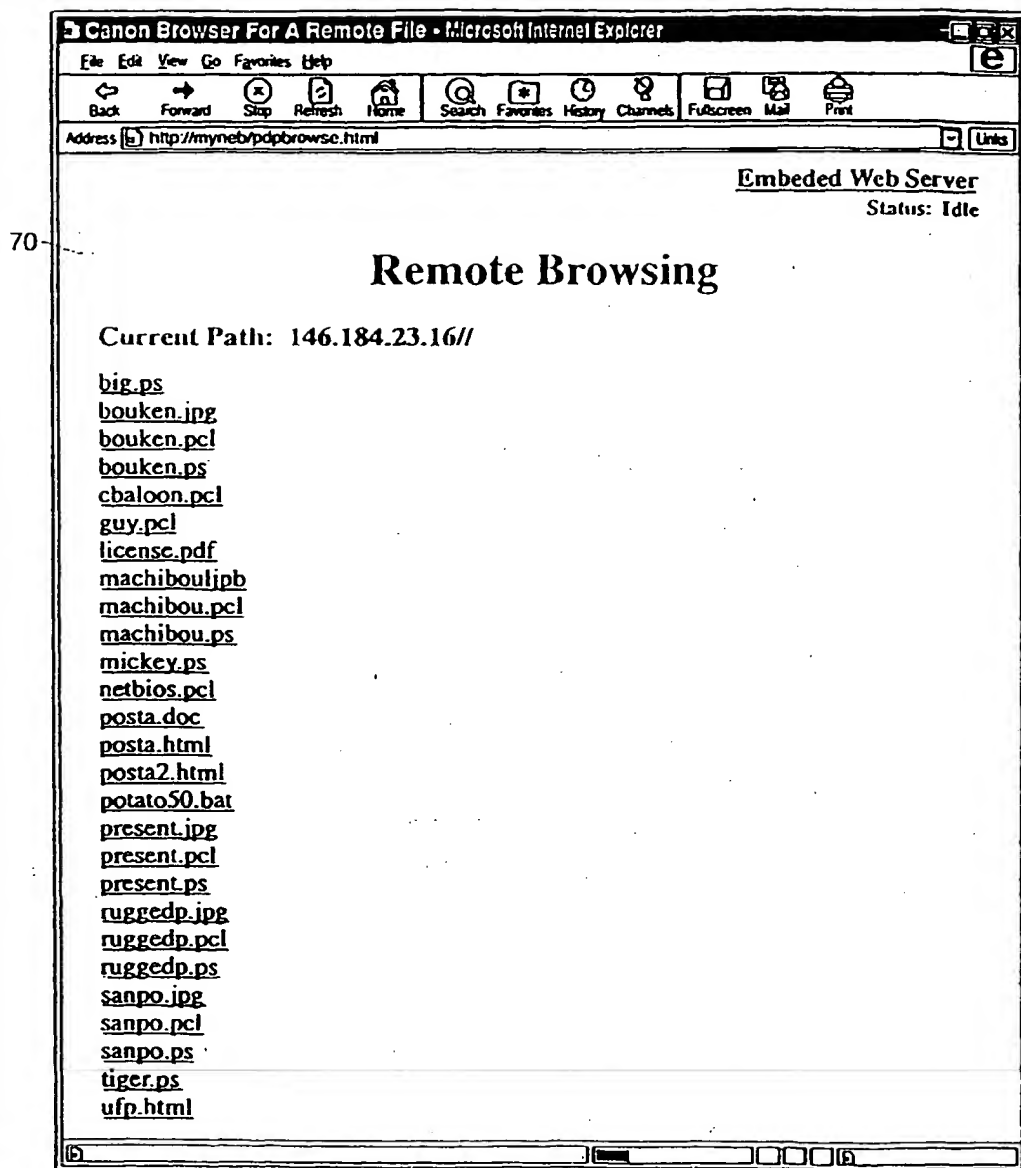 Canon Browser For A Remote File - Microsoft Internet Explorer
File Edit View Go Favorites Help
Back Forward Stop Refresh Home Search Favorites History Channels Fullscreen Mail Print
Address http://myneb/pdpbrowse.html Links
Embeded Web Server
Status: Idle
70
Remote Browsing
Current Path: 146.184.23.16//
big.ps
bouken.jpg
bouken.pcl
bouken.ps
cbaloon.pcl
guy.pcl
license.pdf
machiboujjpb
machibou.pcl
machibou.ps
mickey.ps
netbios.pcl
posta.doc
posta.html
posta2.html
potato50.bat
present.jpg
present.pcl
present.ps
ruggedp.jpg
ruggedp.pcl
ruggedp.ps
sanpo.jpg
sanpo.pcl
sanpo.ps
tiger.ps
ufp.html